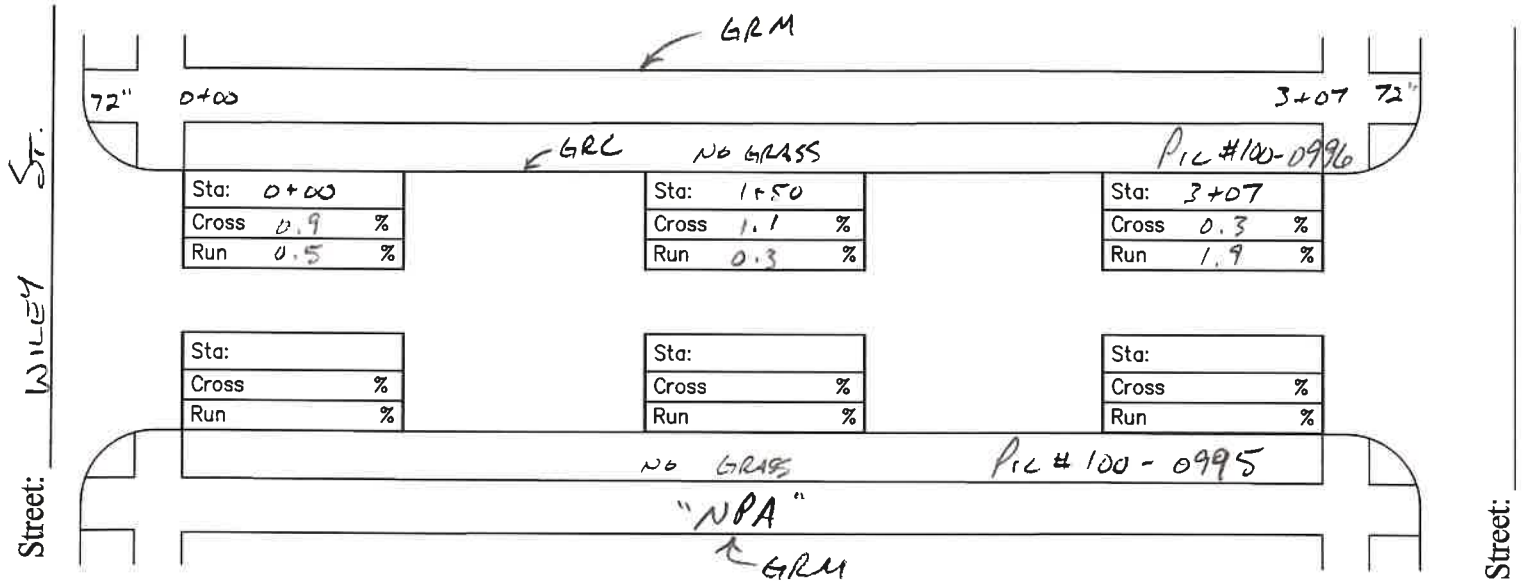 GRM
72" 0+00 3+07 72"
GRC NO GRASS PIC #100-0996
Sta: 0+00
Cross 0.9 %
Run 0.5 %
Sta: 1+50
Cross 1.1 %
Run 0.3 %
Sta: 3+07
Cross 0.3 %
Run 1.9 %
Street: WILEY ST.
Sta:
Cross %
Run %
Sta:
Cross %
Run %
Sta:
Cross %
Run %
NO GRASS PIC # 100-0995
"NPA"
GRM
Street: